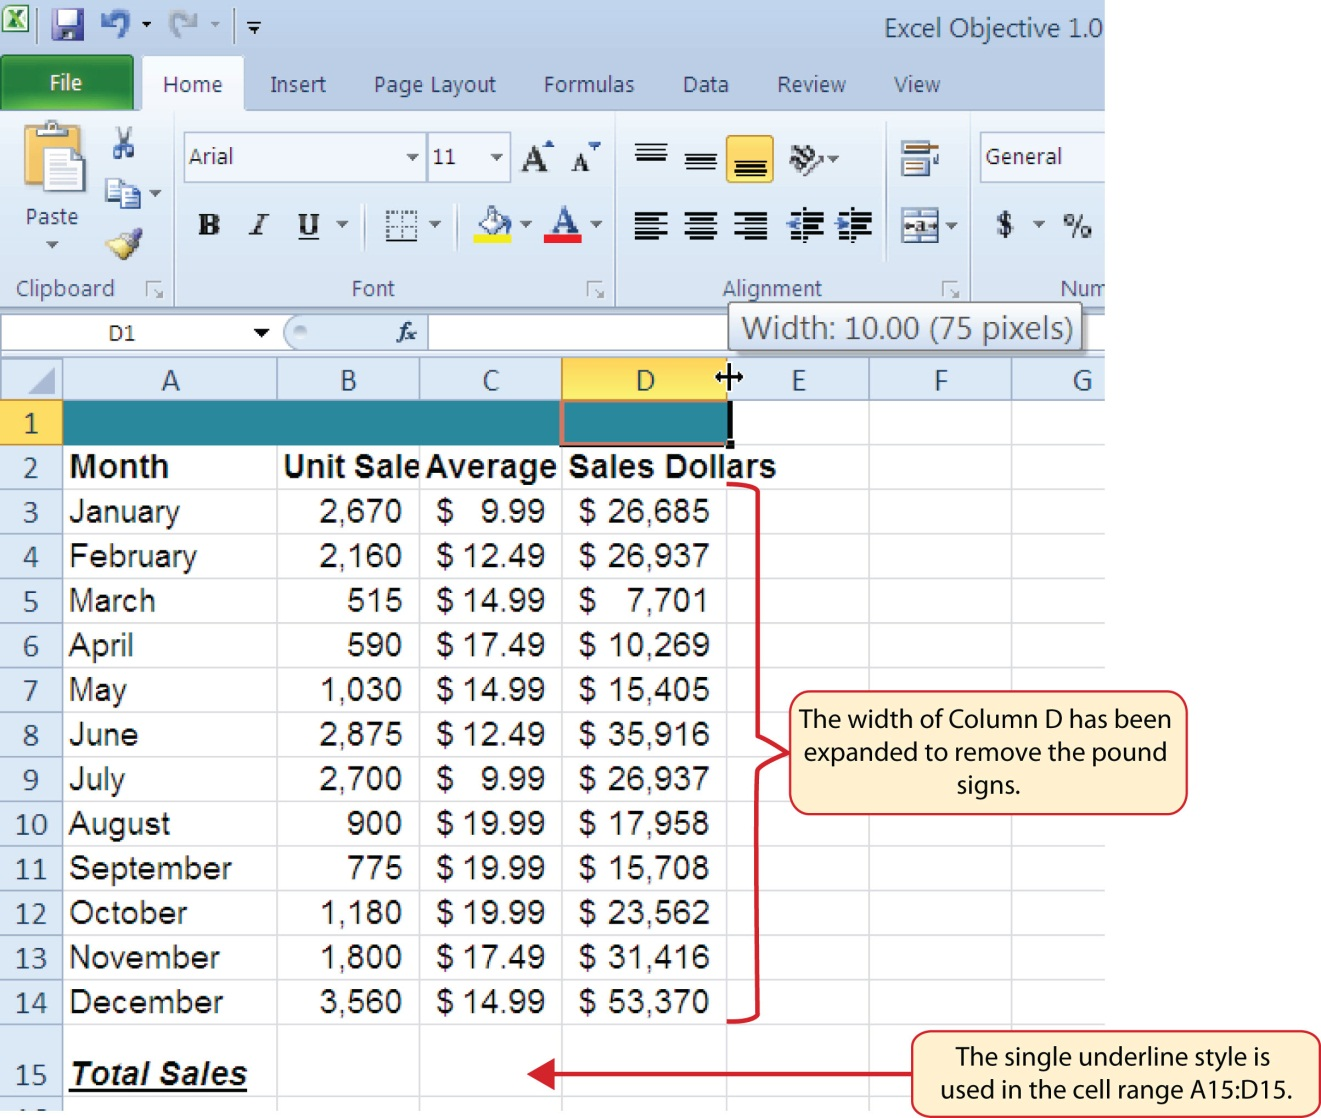 Excel Objective 1.0
File Home Insert Page Layout Formulas Data Review View
Arial 11 General
Paste B I U A $ %
Clipboard Font Alignment Num
D1 fx Width: 10.00 (75 pixels)
A B C D E F G
1
2 Month Unit Sale Average Sales Dollars
3 January 2,670 $ 9.99 $ 26,685
4 February 2,160 $ 12.49 $ 26,937
5 March 515 $ 14.99 $ 7,701
6 April 590 $ 17.49 $ 10,269
7 May 1,030 $ 14.99 $ 15,405
8 June 2,875 $ 12.49 $ 35,916
9 July 2,700 $ 9.99 $ 26,937
10 August 900 $ 19.99 $ 17,958
11 September 775 $ 19.99 $ 15,708
12 October 1,180 $ 19.99 $ 23,562
13 November 1,800 $ 17.49 $ 31,416
14 December 3,560 $ 14.99 $ 53,370
15 Total Sales
The width of Column D has been
expanded to remove the pound
signs.
The single underline style is
used in the cell range A15:D15.